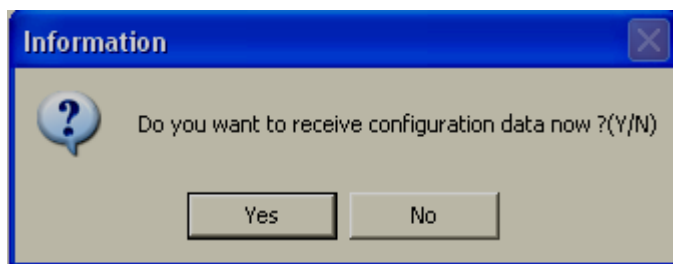 Information
Do you want to receive configuration data now ?(Y/N)
Yes
No